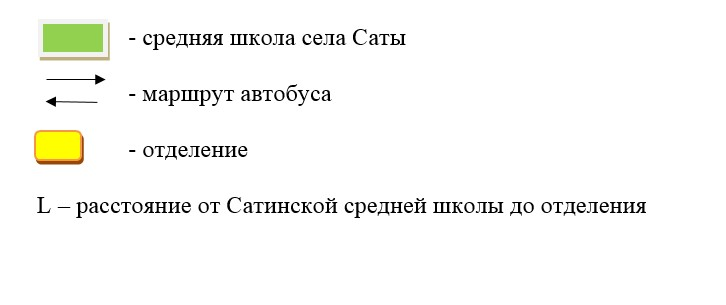 - средняя школа села Саты
- маршрут автобуса
- отделение
L – расстояние от Сатинской средней школы до отделения